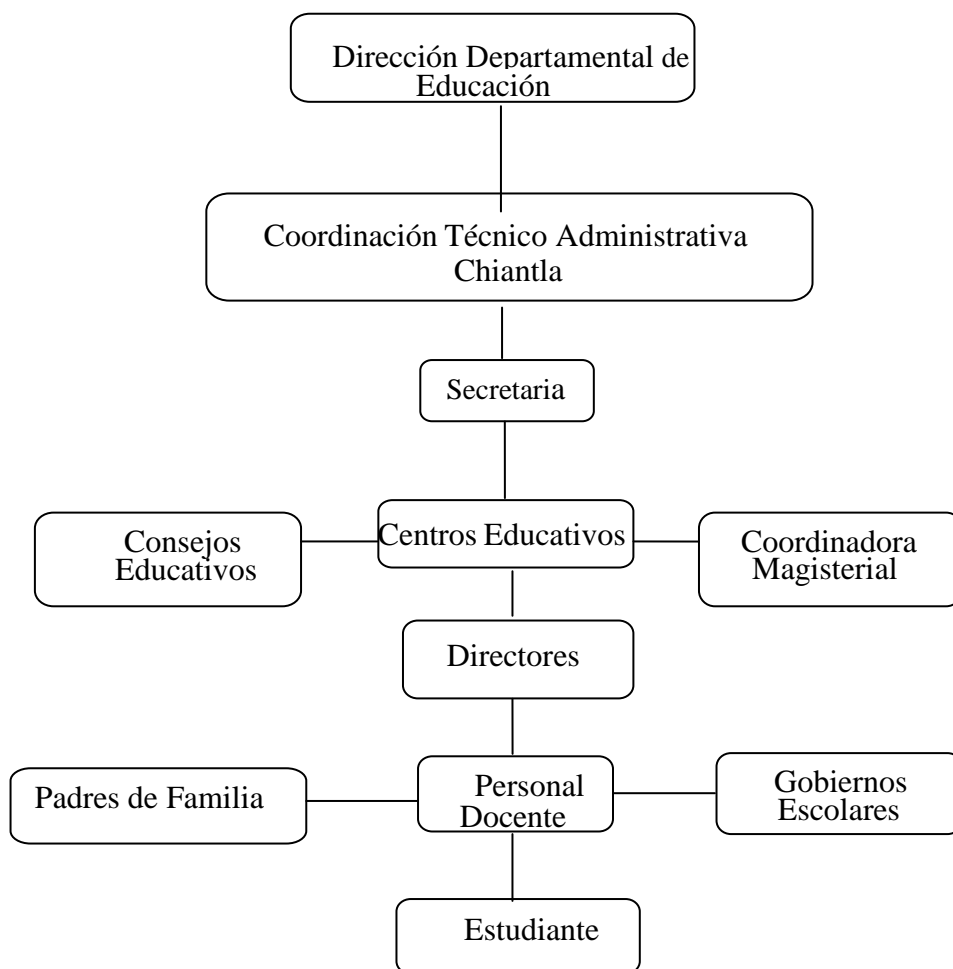 Dirección Departamental de
Educación
Coordinación Técnico Administrativa
Chiantla
Secretaria
Consejos
Educativos
Centros Educativos
Coordinadora
Magisterial
Directores
Padres de Familia
Personal
Docente
Gobiernos
Escolares
Estudiante